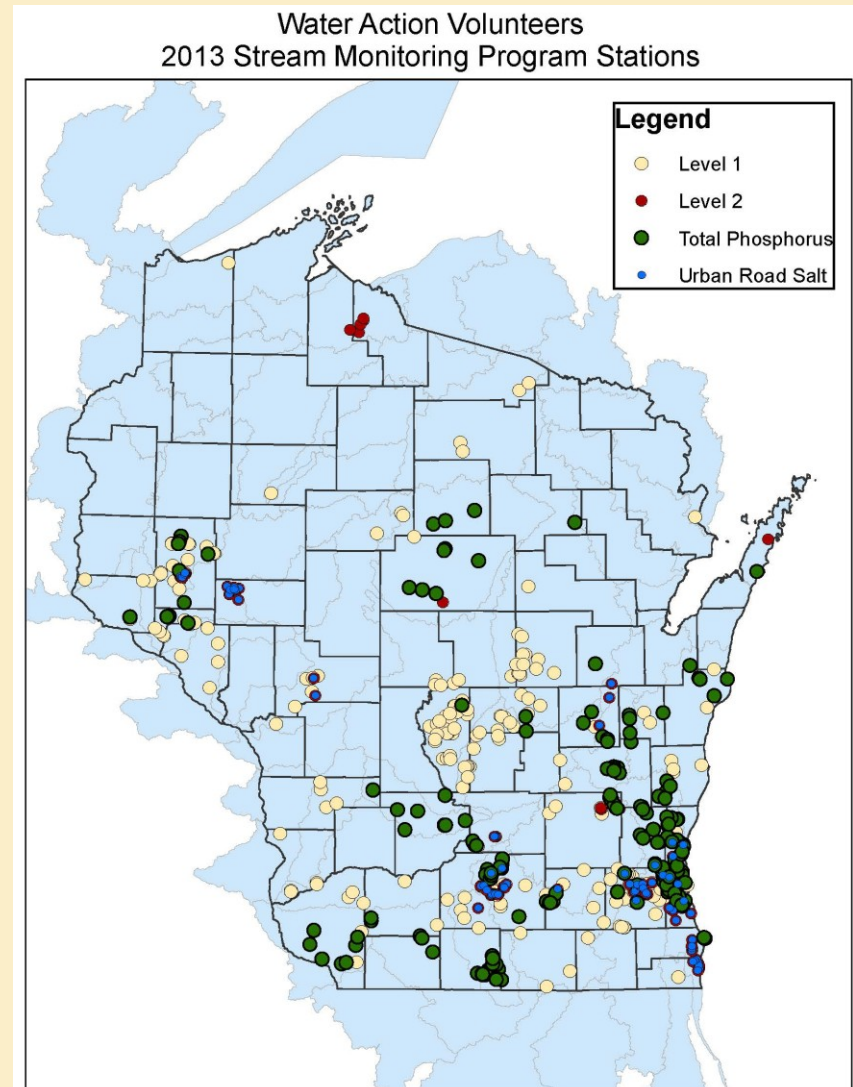 Water Action Volunteers
2013 Stream Monitoring Program Stations
Legend
Level 1
Level 2
Total Phosphorus
Urban Road Salt